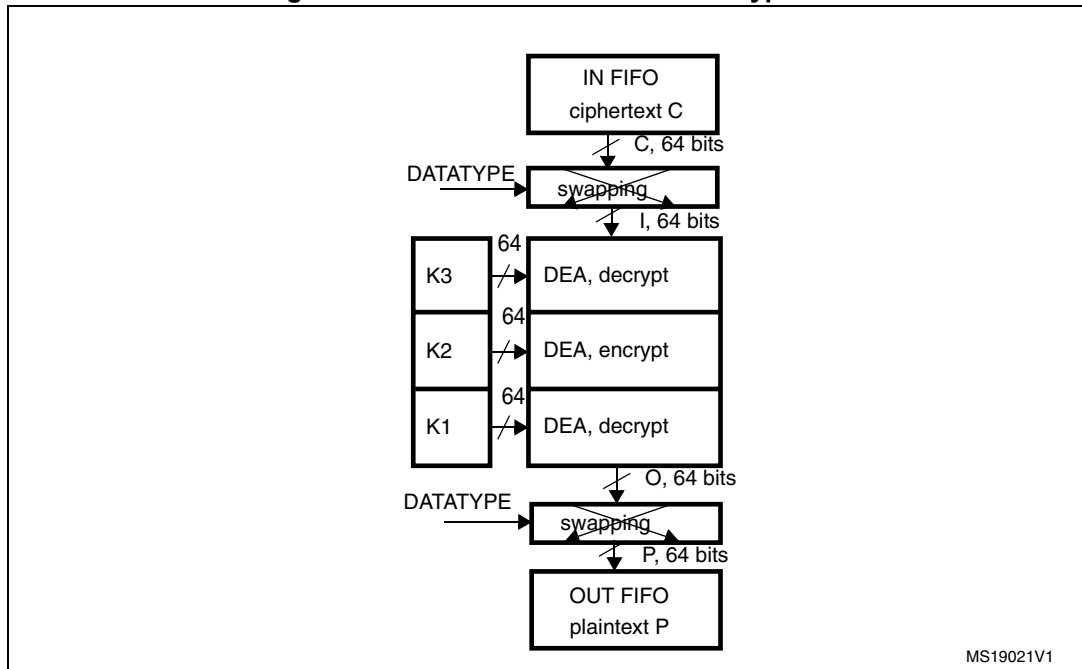 IN FIFO
ciphertext C
C, 64 bits
DATATYPE
swapping
I, 64 bits
64
K3
DEA, decrypt
64
K2
DEA, encrypt
64
K1
DEA, decrypt
O, 64 bits
DATATYPE
swapping
P, 64 bits
OUT FIFO
plaintext P
MS19021V1